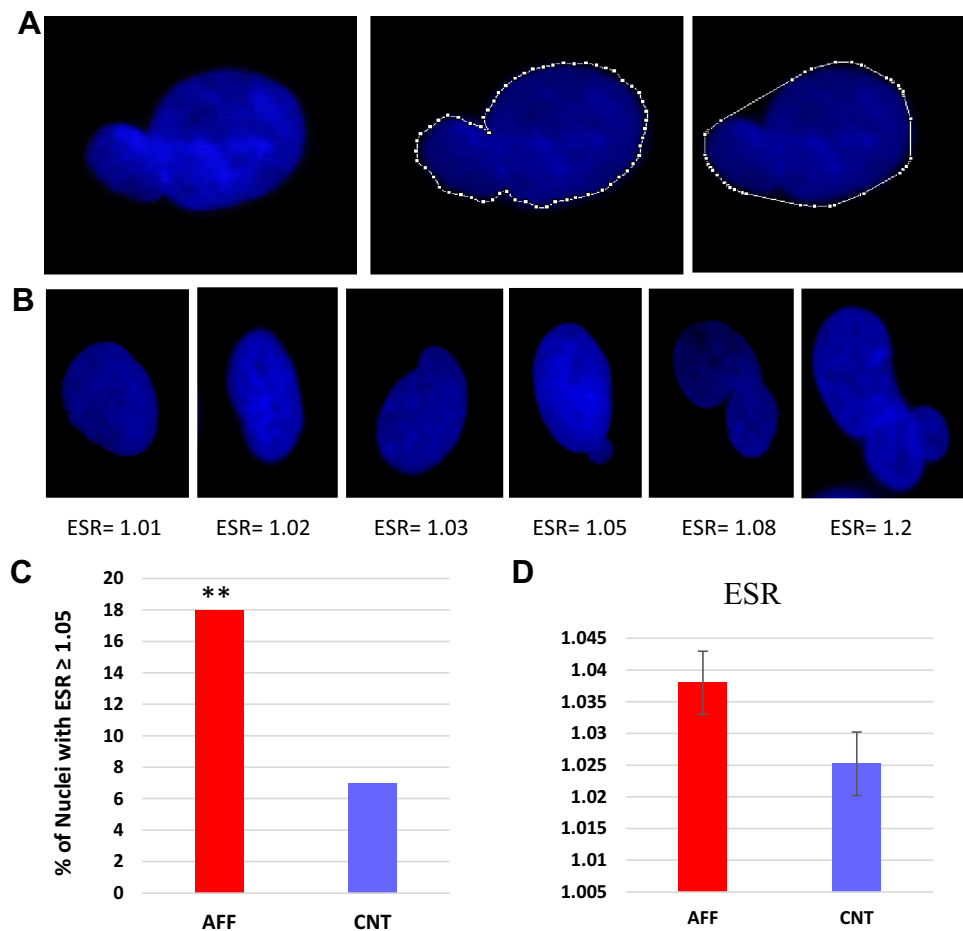 A
B
ESR= 1.01 ESR= 1.02 ESR= 1.03 ESR= 1.05 ESR= 1.08 ESR= 1.2
C
% of Nuclei with ESR ≥ 1.05
20
18
16
14
12
10
8
6
4
2
0
**
AFF CNT
D
ESR
1.045
1.04
1.035
1.03
1.025
1.02
1.015
1.01
1.005
AFF CNT